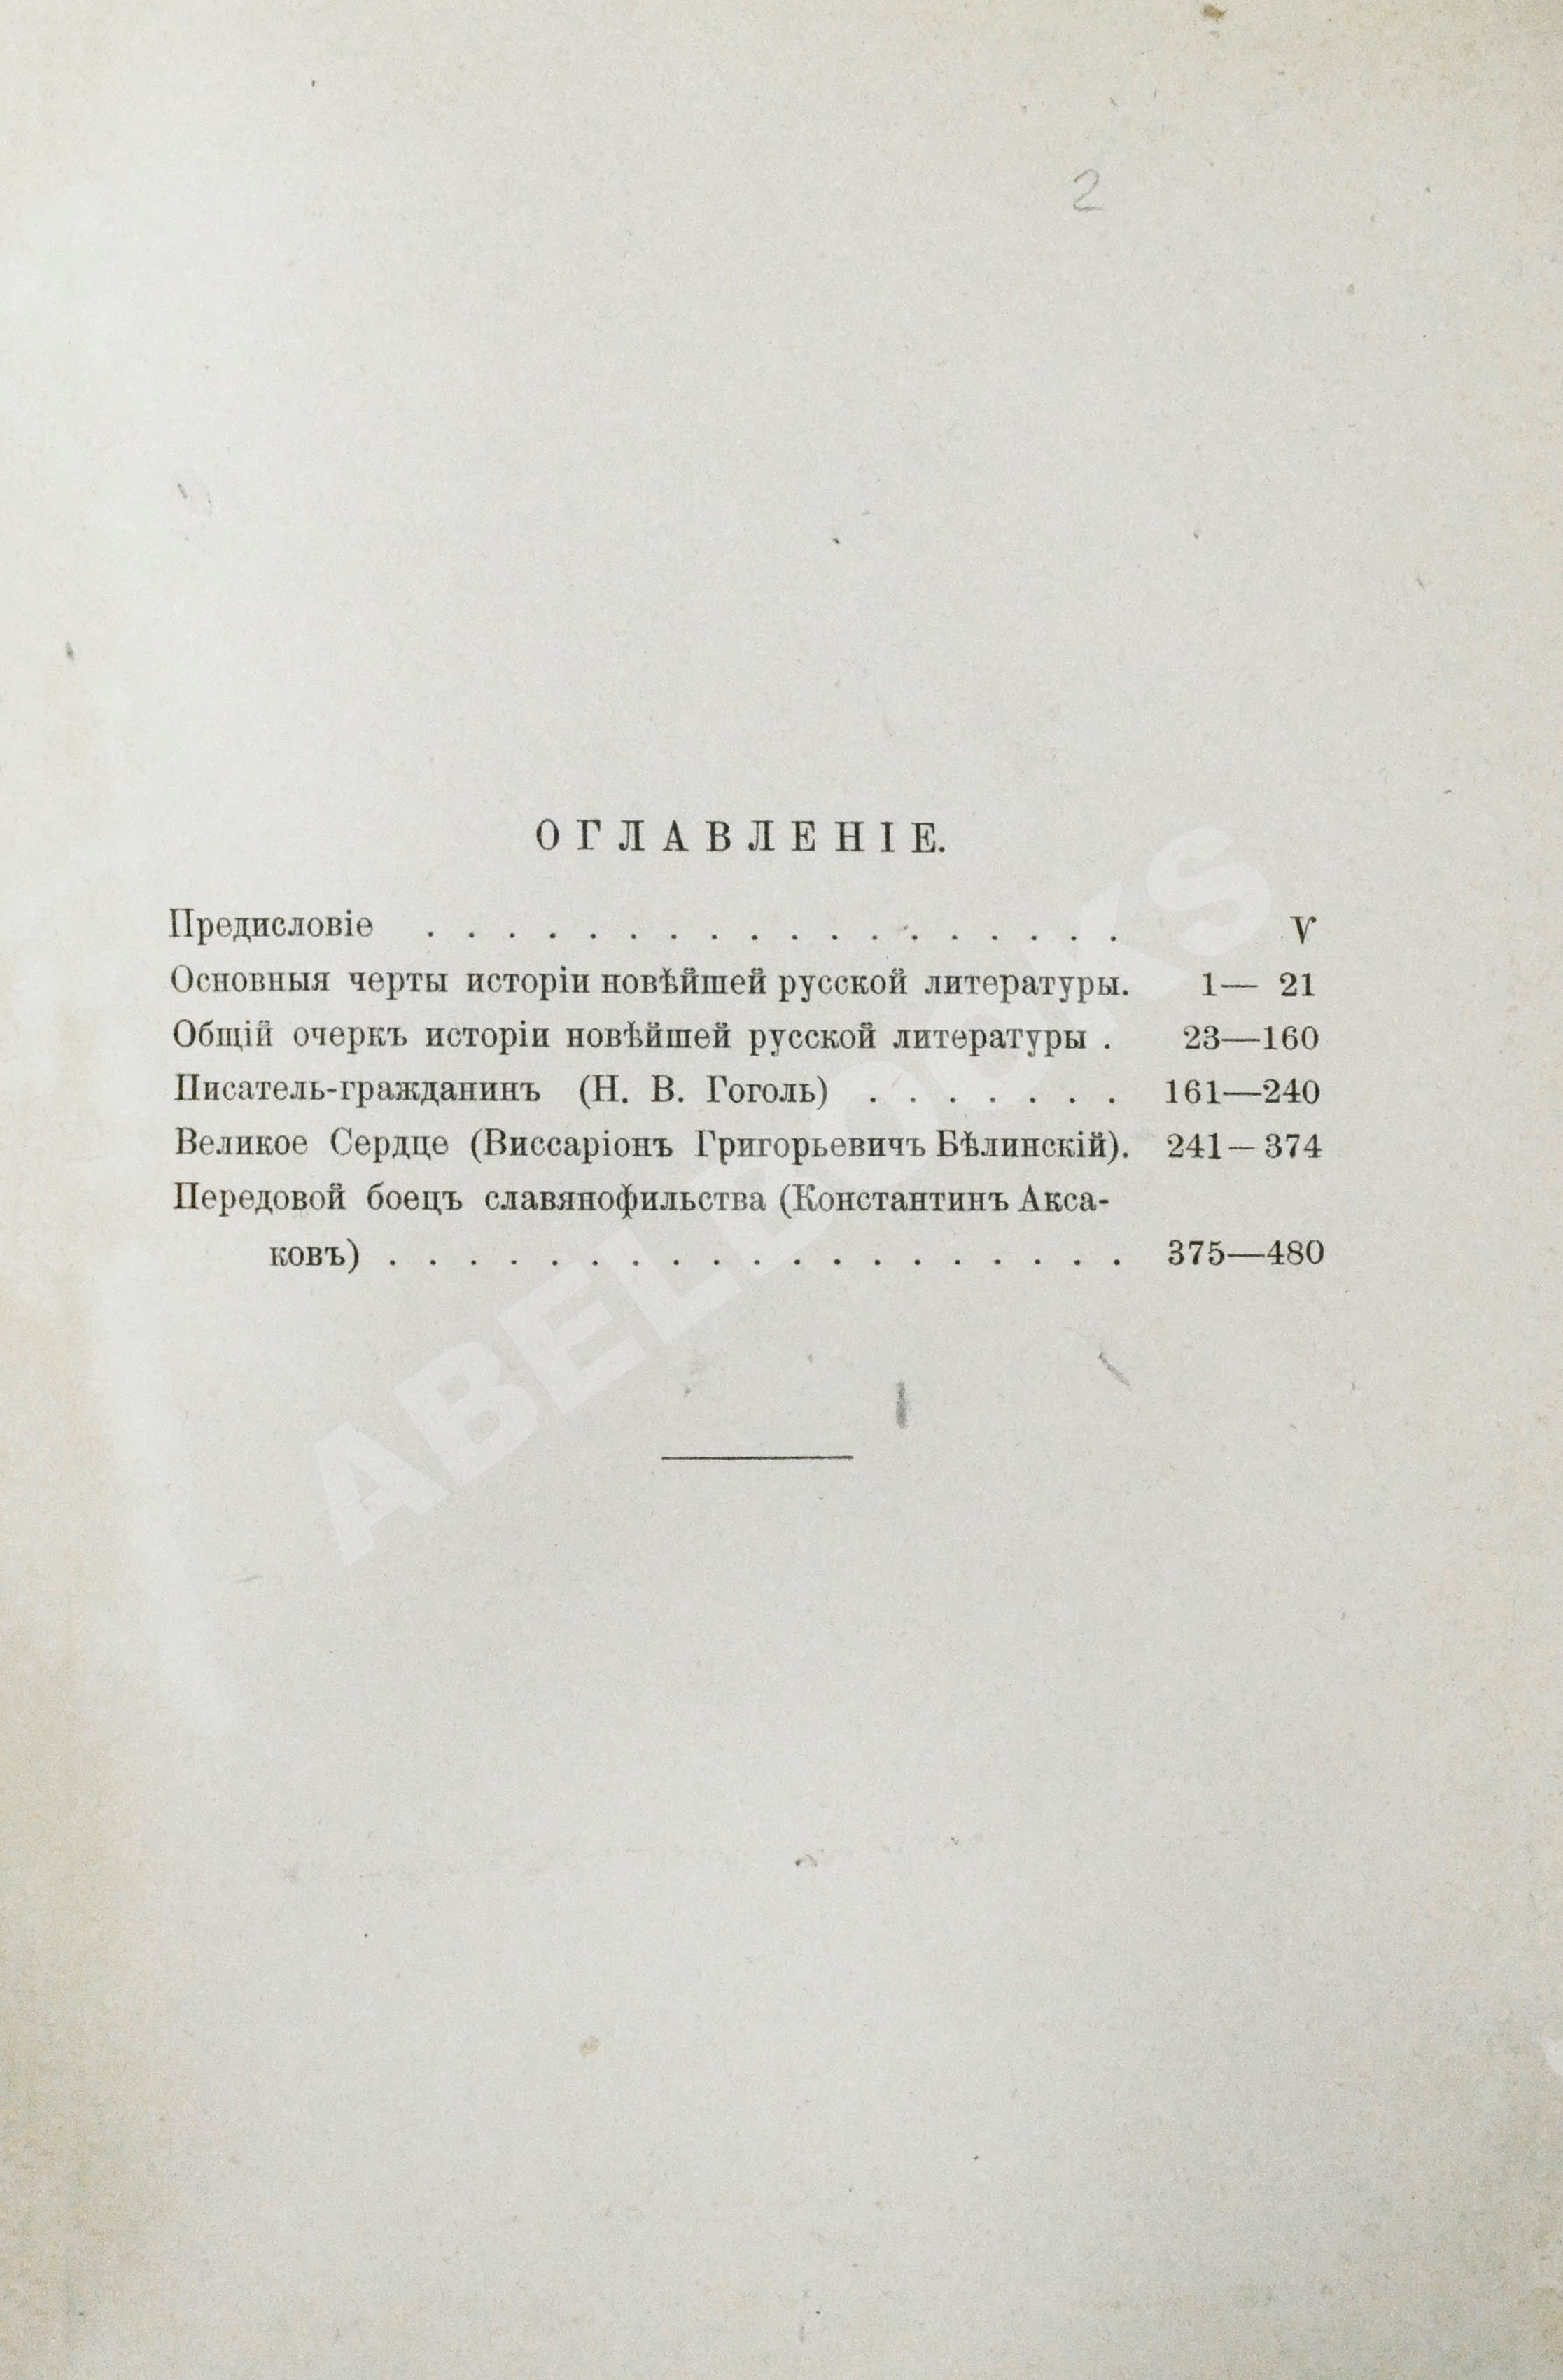 2
ОГЛАВЛЕНІЕ.
Предисловіе . . . . . . . . . . . . . . . . . . V
Основныя черты исторіи новѣйшей русской литературы. 1— 21
Общій очеркъ исторіи новѣйшей русской литературы . 23—160
Писатель-гражданинъ (Н. В. Гоголь) . . . . . . . 161—240
Великое Сердце (Виссаріонъ Григорьевичъ Бѣлинскій). 241—374
Передовой боецъ славянофильства (Константинъ Акса-
ковъ) . . . . . . . . . . . . . . . . . . . 375—480
ABELBOOKS